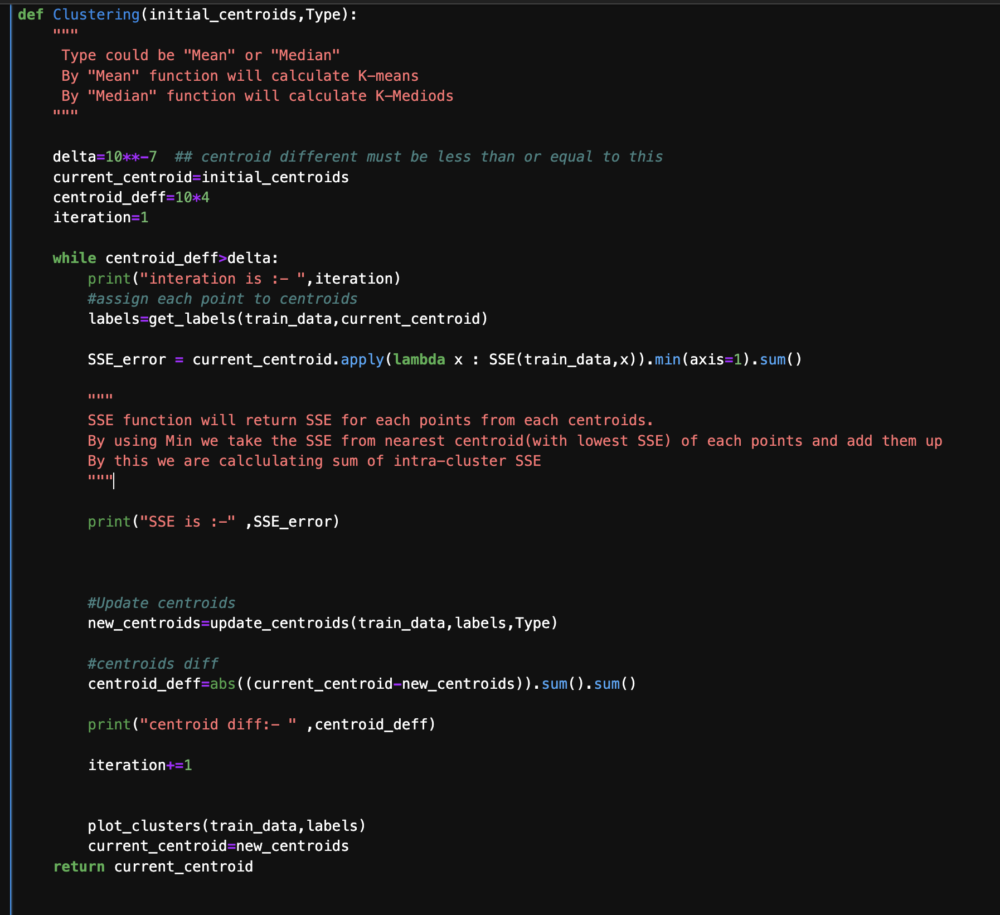 def Clustering(initial_centroids,Type):
"""
Type could be "Mean" or "Median"
By "Mean" function will calculate K-means
By "Median" function will calculate K-Mediods
"""
delta=10**-7  ## centroid different must be less than or equal to this
current_centroid=initial_centroids
centroid_deff=10*4
iteration=1
while centroid_deff>delta:
print("interation is :- ",iteration)
#assign each point to centroids
labels=get_labels(train_data,current_centroid)
SSE_error = current_centroid.apply(lambda x : SSE(train_data,x)).min(axis=1).sum()
"""
SSE function will return SSE for each points from each centroids.
By using Min we take the SSE from nearest centroid(with lowest SSE) of each points and add them up
By this we are calclulating sum of intra-cluster SSE
"""
print("SSE is :-" ,SSE_error)
#Update centroids
new_centroids=update_centroids(train_data,labels,Type)
#centroids diff
centroid_deff=abs((current_centroid-new_centroids)).sum().sum()
print("centroid diff:- " ,centroid_deff)
iteration+=1
plot_clusters(train_data,labels)
current_centroid=new_centroids
return current_centroid